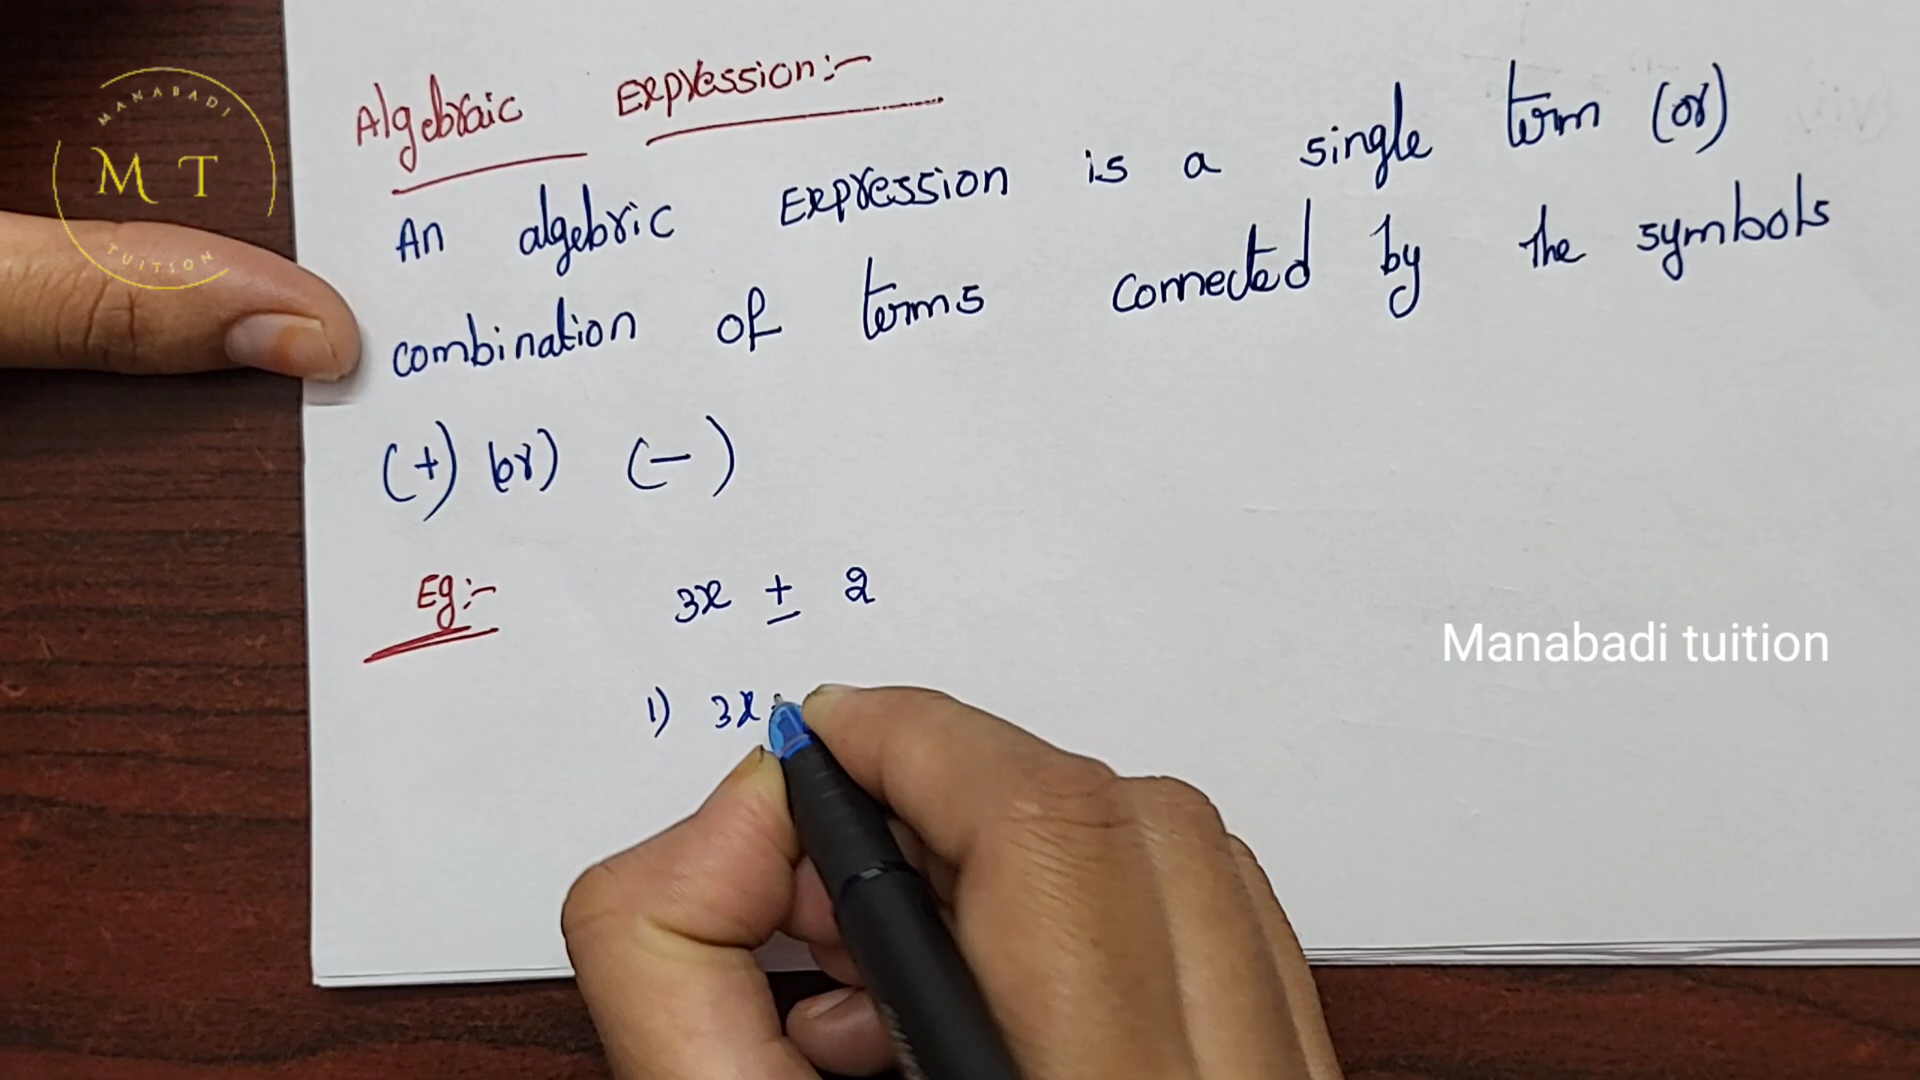 MANABADI
M T
TUITION
Algebraic Expression:-
An algebric Expression is a single term (or)
combination of terms connected by the symbols
(+) (or) (-)
Eg:- 3x ± 2
1) 3x
Manabadi tuition